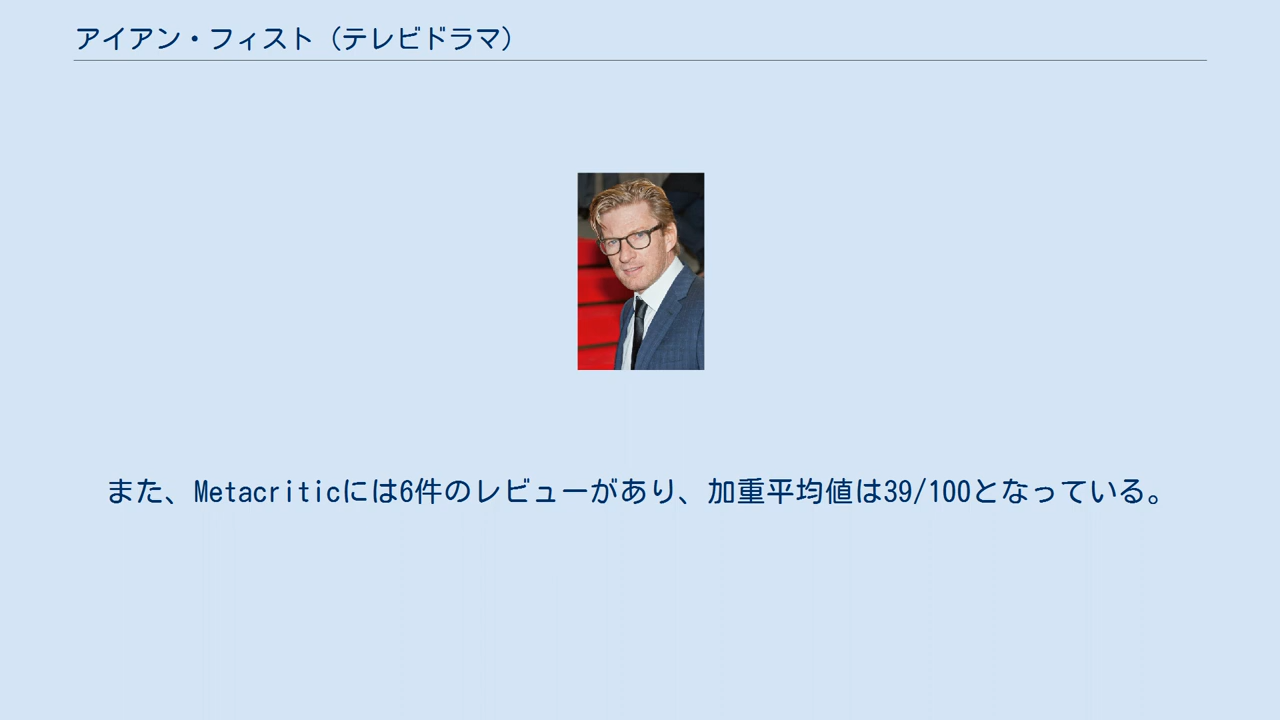 アイアン・フィスト（テレビドラマ）
また、Metacriticには6件のレビューがあり、加重平均値は39/100となっている。